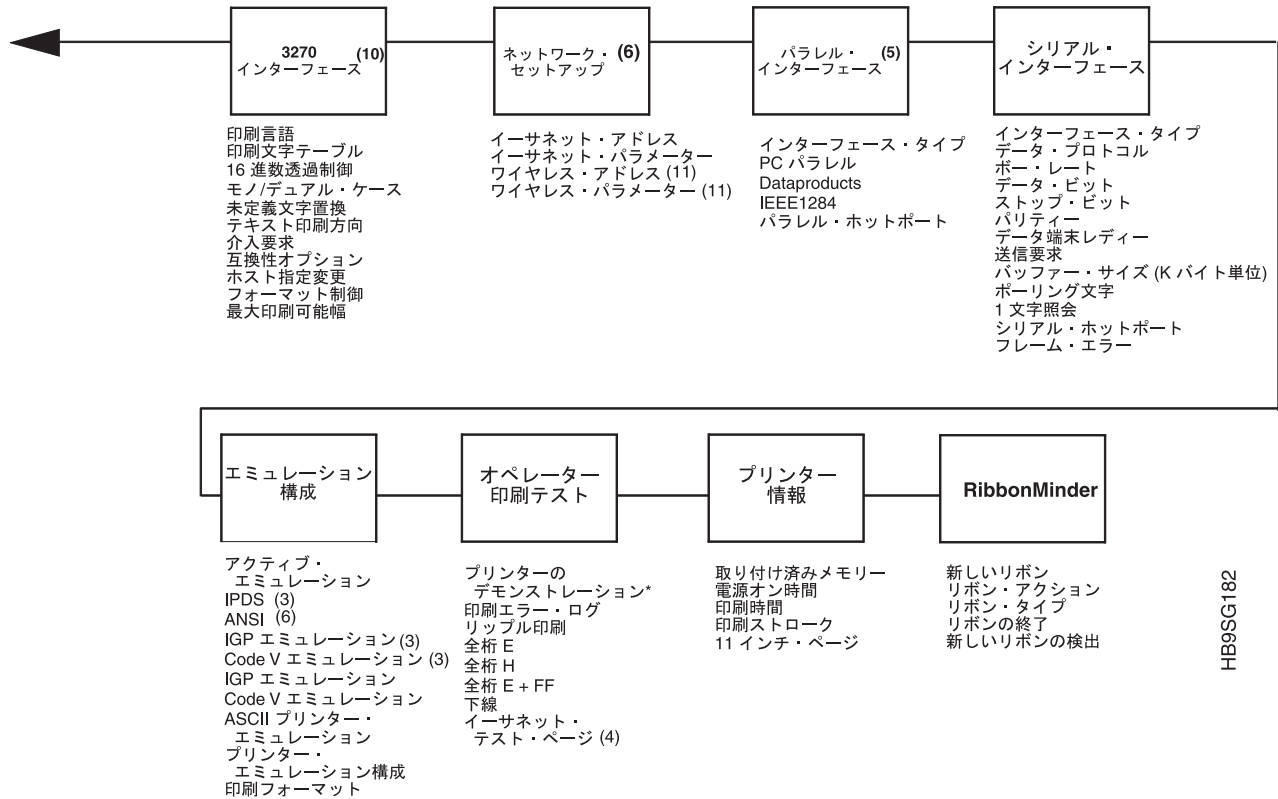 3270 (10)
インターフェース
ネットワーク・ (6)
セットアップ
パラレル・ (5)
インターフェース
シリアル・
インターフェース
印刷言語
印刷文字テーブル
16 進数透過制御
モノ/デュアル・ケース
未定義文字置換
テキスト印刷方向
介入要求
互換性オプション
ホスト指定変更
フォーマット制御
最大印刷可能幅
イーサネット・アドレス
イーサネット・パラメーター
ワイヤレス・アドレス (11)
ワイヤレス・パラメーター (11)
インターフェース・タイプ
PC パラレル
Dataproducts
IEEE1284
パラレル・ホットポート
インターフェース・タイプ
データ・プロトコル
ボー・レート
データ・ビット
ストップ・ビット
パリティー
データ端末レディー
送信要求
バッファー・サイズ (K バイト単位)
ポーリング文字
1 文字照会
シリアル・ホットポート
フレーム・エラー
エミュレーション
構成
オペレーター
印刷テスト
プリンター
情報
RibbonMinder
アクティブ・
エミュレーション
IPDS (3)
ANSI (6)
IGP エミュレーション (3)
Code V エミュレーション (3)
IGP エミュレーション
Code V エミュレーション
ASCII プリンター・
エミュレーション
プリンター・
エミュレーション構成
印刷フォーマット
プリンターの
デモンストレーション*
印刷エラー・ログ
リップル印刷
全桁 E
全桁 H
全桁 E + FF
下線
イーサネット・
テスト・ページ (4)
取り付け済みメモリー
電源オン時間
印刷時間
印刷ストローク
11 インチ・ページ
新しいリボン
リボン・アクション
リボン・タイプ
リボンの終了
新しいリボンの検出
HB9SG182